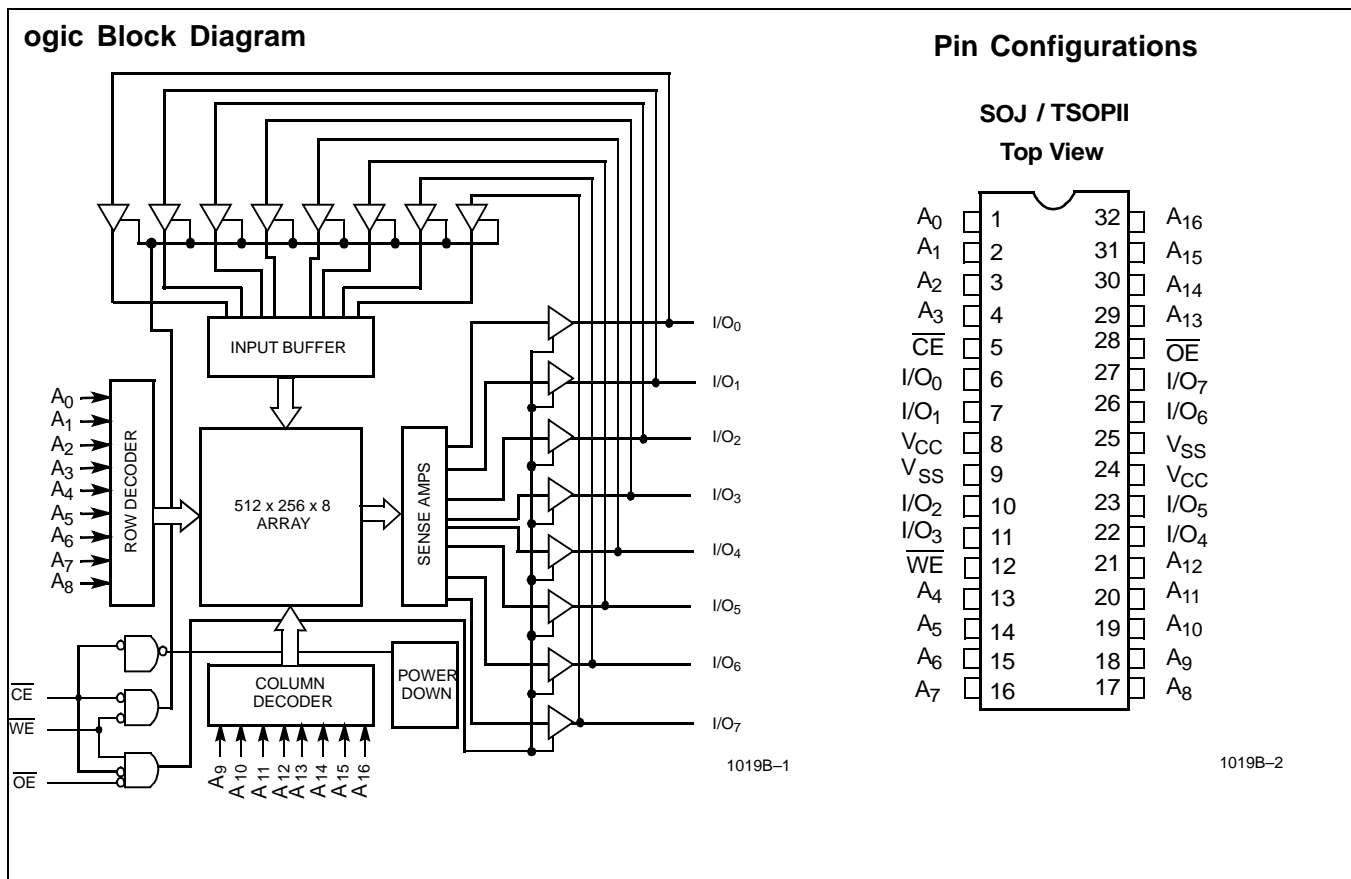 ogic Block Diagram
INPUT BUFFER
A0
A1
A2
A3
A4
A5
A6
A7
A8
ROW DECODER
512 x 256 x 8
ARRAY
SENSE AMPS
COLUMN
DECODER
POWER
DOWN
CE
WE
OE
A9
A10
A11
A12
A13
A14
A15
A16
I/O0
I/O1
I/O2
I/O3
I/O4
I/O5
I/O6
I/O7
1019B–1
Pin Configurations
SOJ / TSOPII
Top View
A0 1 32 A16
A1 2 31 A15
A2 3 30 A14
A3 4 29 A13
CE 5 28 OE
I/O0 6 27 I/O7
I/O1 7 26 I/O6
VCC 8 25 VSS
VSS 9 24 VCC
I/O2 10 23 I/O5
I/O3 11 22 I/O4
WE 12 21 A12
A4 13 20 A11
A5 14 19 A10
A6 15 18 A9
A7 16 17 A8
1019B–2